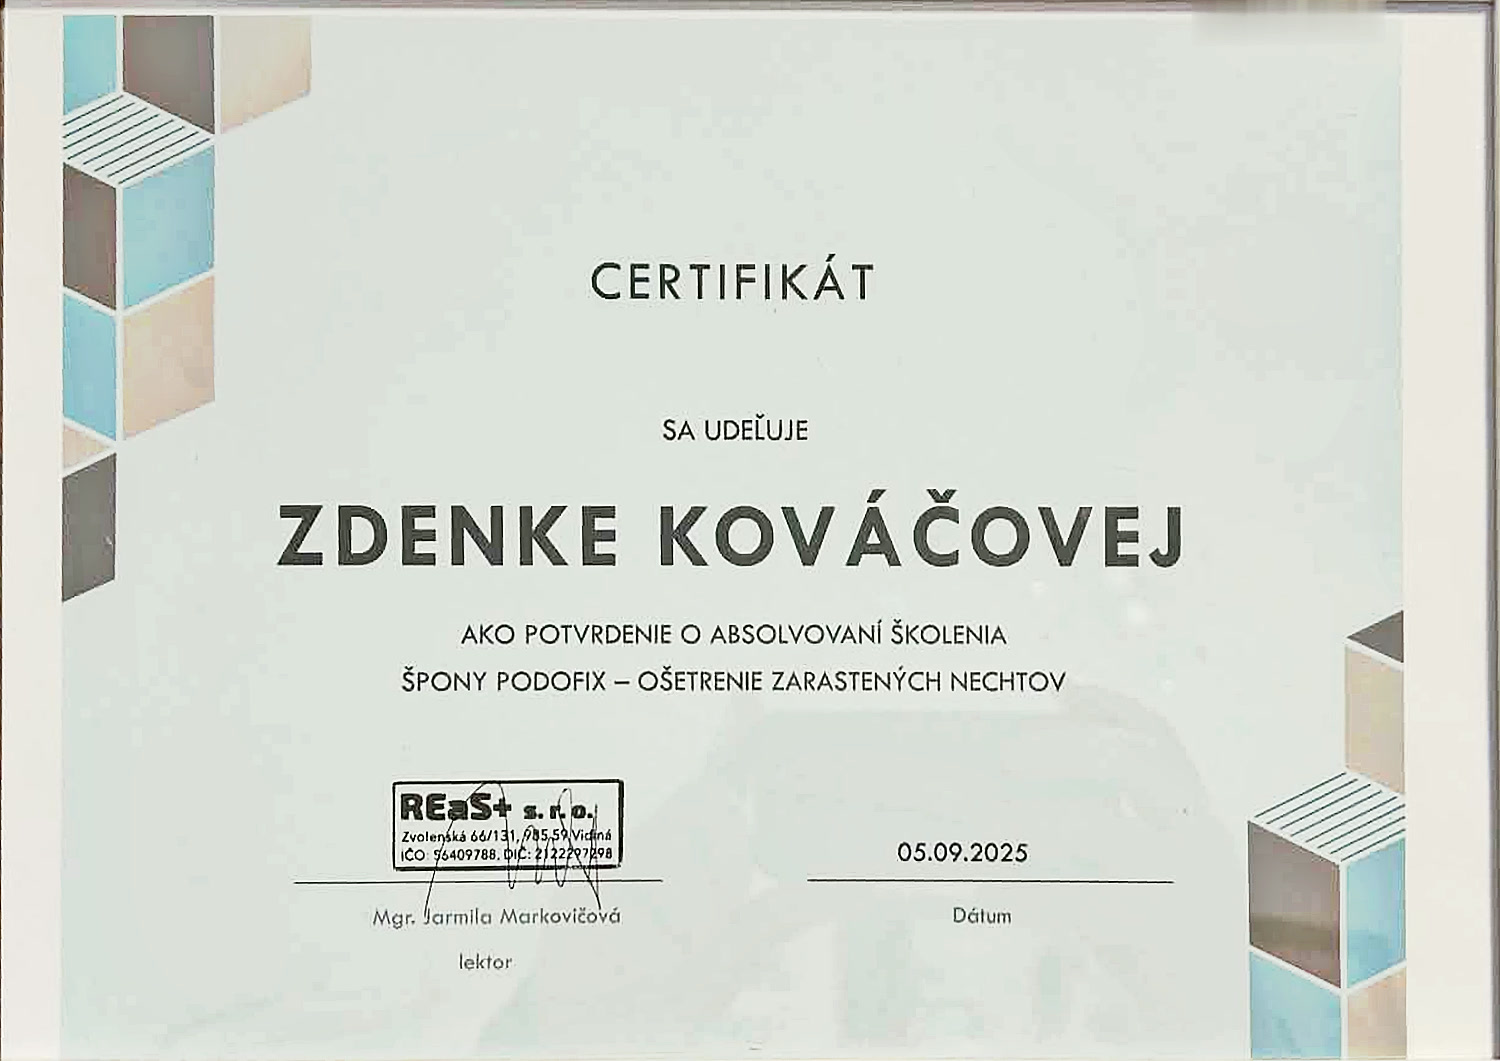 CERTIFIKÁT
SA UDEĽUJE
ZDENKE KOVÁČOVEJ
AKO POTVRDENIE O ABSOLVOVANÍ ŠKOLENIA
ŠPONY PODOFIX – OŠETRENIE ZARASTENÝCH NECHTOV
REaS+ s. r. o.
Zvolenská 66/131, 985 59 Vidiná
IČO: 56409788, DIČ: 2122297298
05.09.2025
Mgr. Jarmila Markovičová
Dátum
lektor